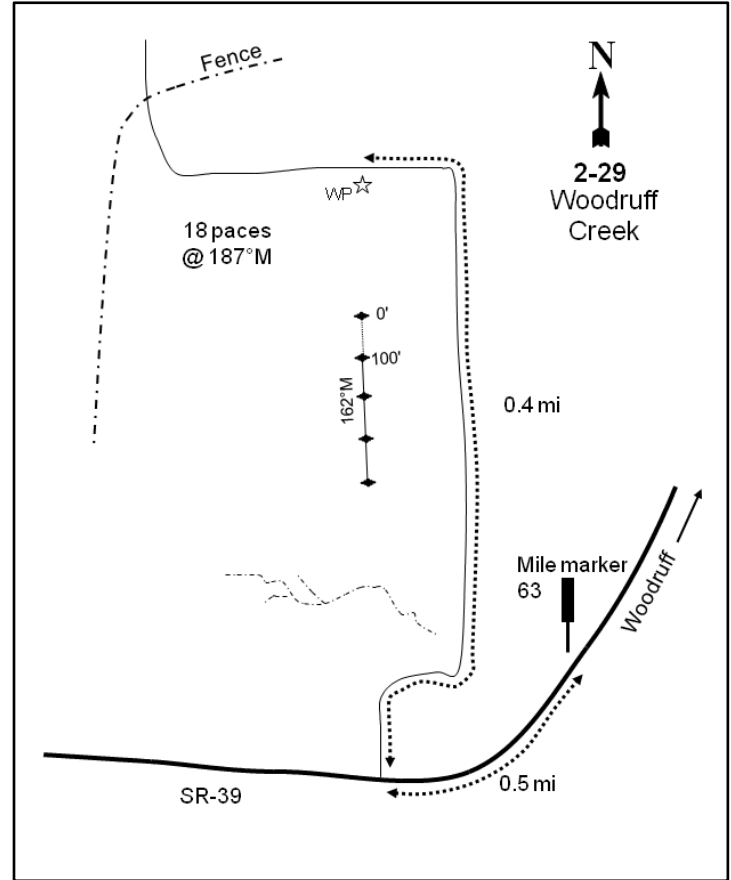 Fence
N
2-29
Woodruff
Creek
WP
18 paces
@ 187°M
0'
100'
162°M
0.4 mi
Mile marker
63
Woodruff
0.5 mi
SR-39